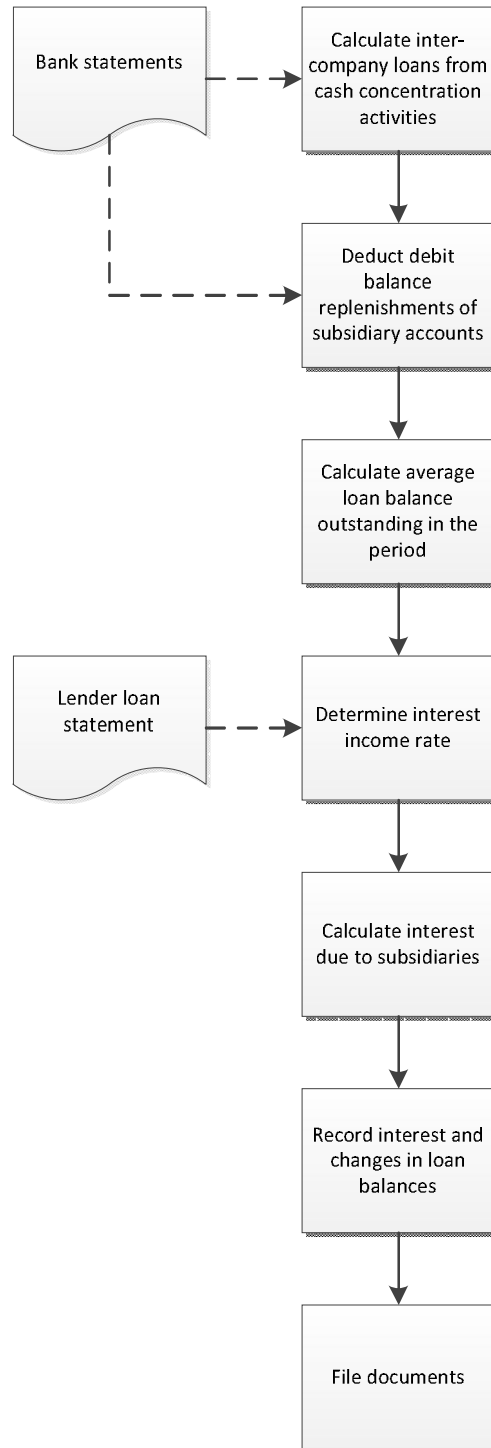 Bank statements
Calculate inter-
company loans from
cash concentration
activities
Deduct debit
balance
replenishments of
subsidiary accounts
Calculate average
loan balance
outstanding in the
period
Lender loan
statement
Determine interest
income rate
Calculate interest
due to subsidiaries
Record interest and
changes in loan
balances
File documents